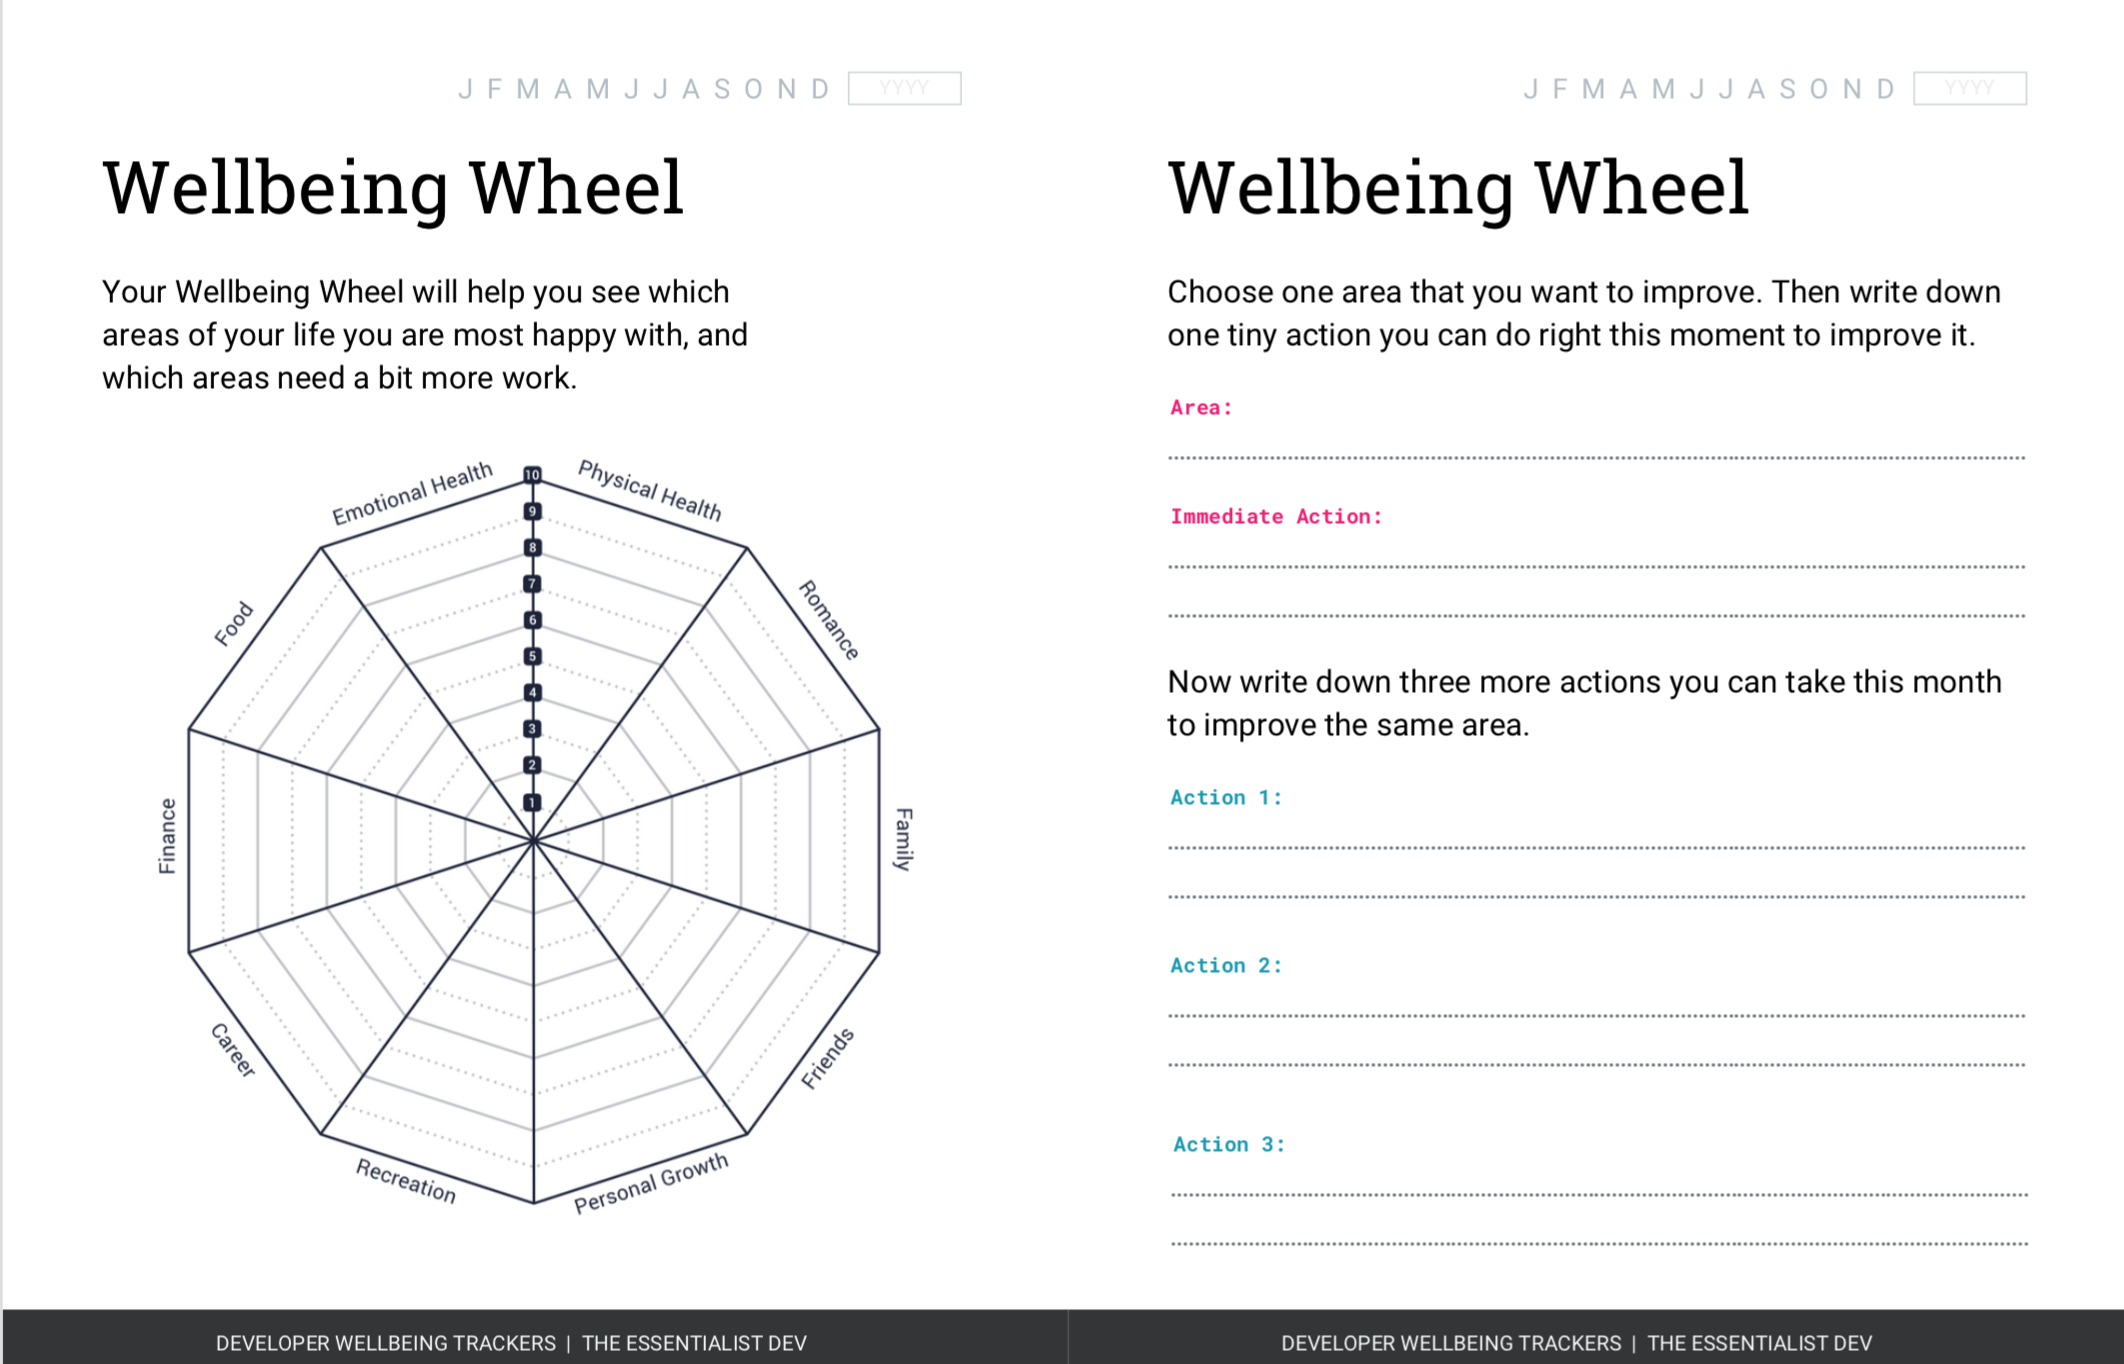 J F M A M J J A S O N D YYYY
Wellbeing Wheel
Your Wellbeing Wheel will help you see which
areas of your life you are most happy with, and
which areas need a bit more work.
Emotional Health
Physical Health
Romance
Family
Friends
Personal Growth
Recreation
Career
Finance
Food
10
9
8
7
6
5
4
3
2
1
DEVELOPER WELLBEING TRACKERS | THE ESSENTIALIST DEV
J F M A M J J A S O N D YYYY
Wellbeing Wheel
Choose one area that you want to improve. Then write down
one tiny action you can do right this moment to improve it.
Area:
Immediate Action:
Now write down three more actions you can take this month
to improve the same area.
Action 1:
Action 2:
Action 3:
DEVELOPER WELLBEING TRACKERS | THE ESSENTIALIST DEV